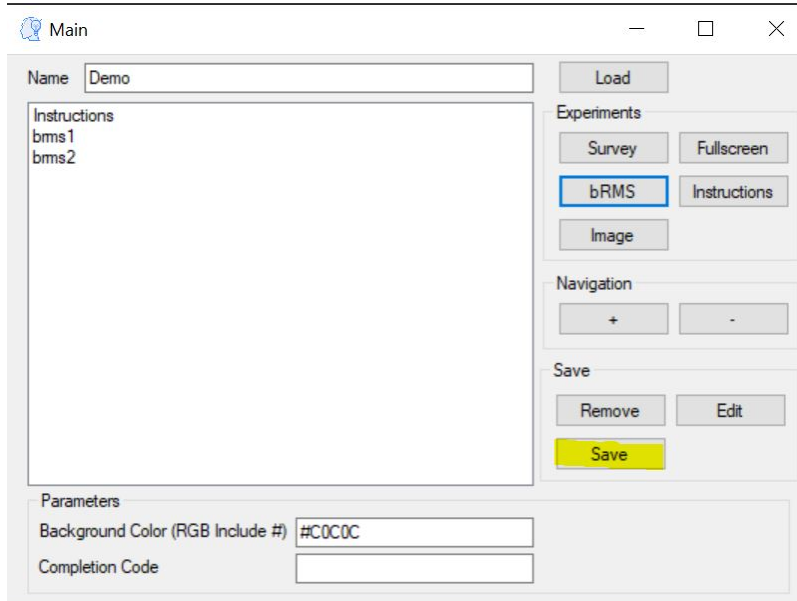 Main
Name Demo Load
Instructions
brms1
brms2
Experiments
Survey Fullscreen
bRMS Instructions
Image
Navigation
+ -
Save
Remove Edit
Save
Parameters
Background Color (RGB Include #) #C0C0C
Completion Code